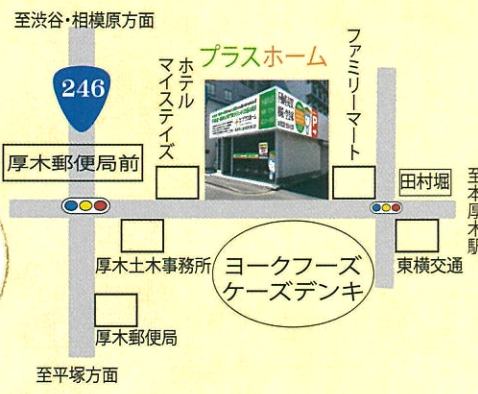 至渋谷・相模原方面
246
厚木郵便局前
ホテル
マイステイズ
プラスホーム
ファミリーマート
田村堀
至本厚木駅
厚木土木事務所
ヨークフーズ
ケーズデンキ
東横交通
厚木郵便局
至平塚方面